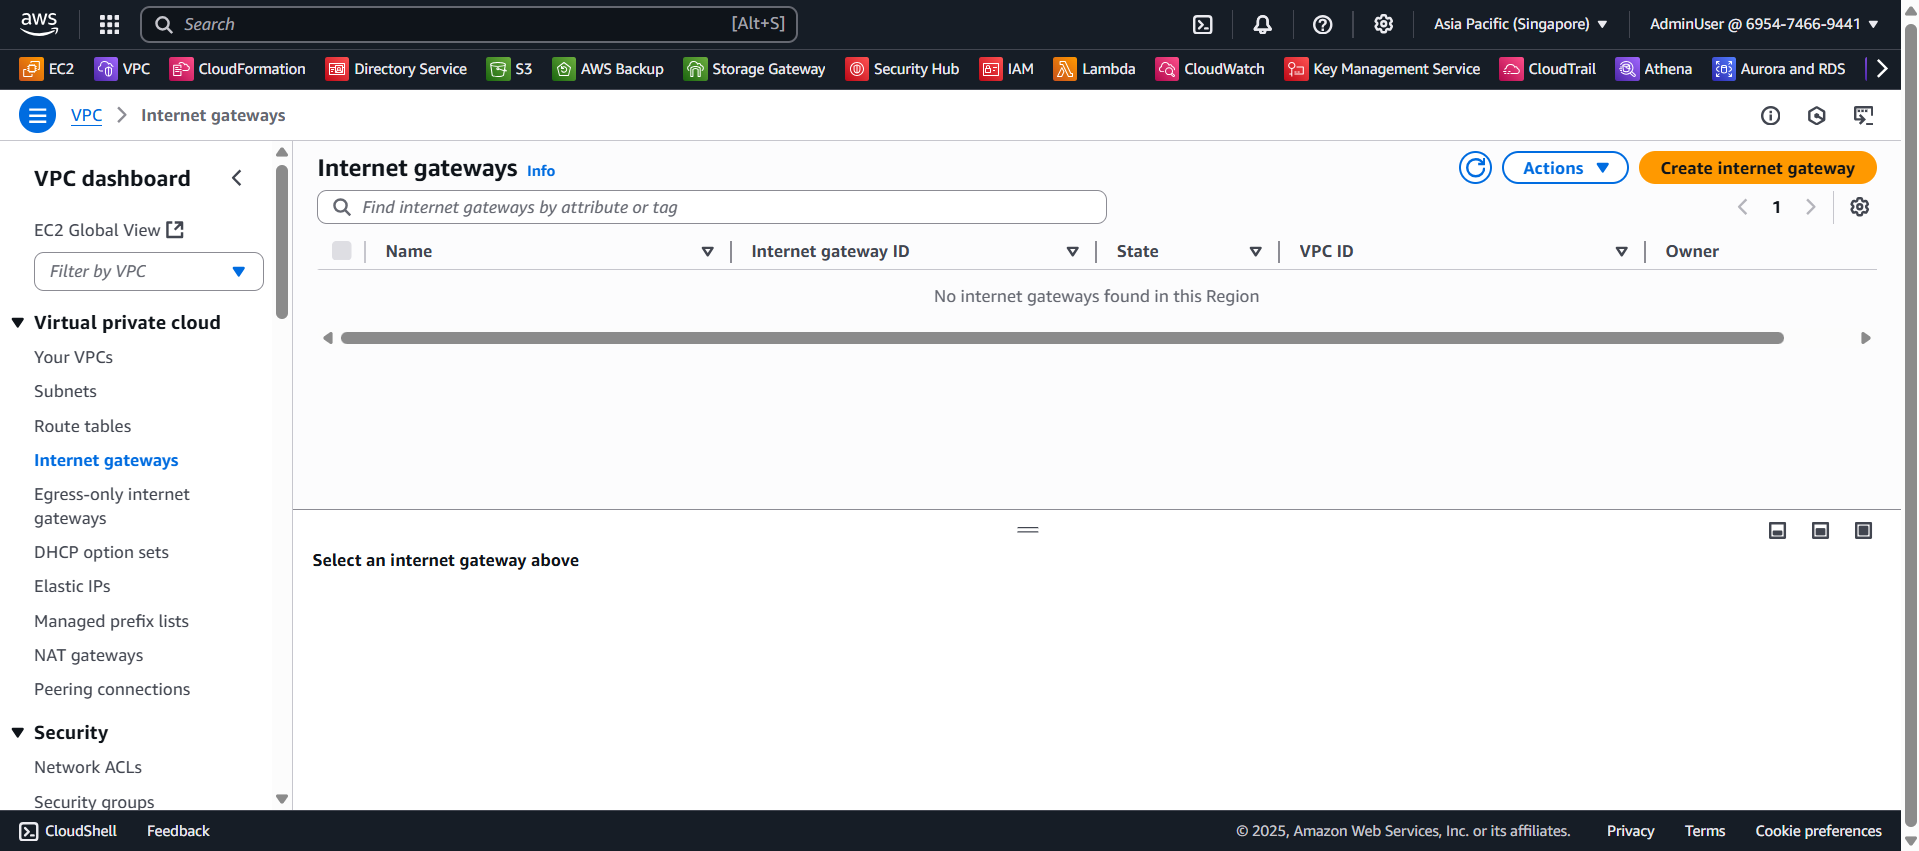 aws Search [Alt+S] Asia Pacific (Singapore) AdminUser @ 6954-7466-9441
EC2 VPC CloudFormation Directory Service S3 AWS Backup Storage Gateway Security Hub IAM Lambda CloudWatch Key Management Service CloudTrail Athena Aurora and RDS
VPC Internet gateways
VPC dashboard
EC2 Global View
Filter by VPC
Virtual private cloud
Your VPCs
Subnets
Route tables
Internet gateways
Egress-only internet
gateways
DHCP option sets
Elastic IPs
Managed prefix lists
NAT gateways
Peering connections
Security
Network ACLs
Security groups
Internet gateways Info
Actions Create internet gateway
Find internet gateways by attribute or tag
1
Name Internet gateway ID State VPC ID Owner
No internet gateways found in this Region
Select an internet gateway above
CloudShell Feedback © 2025, Amazon Web Services, Inc. or its affiliates. Privacy Terms Cookie preferences